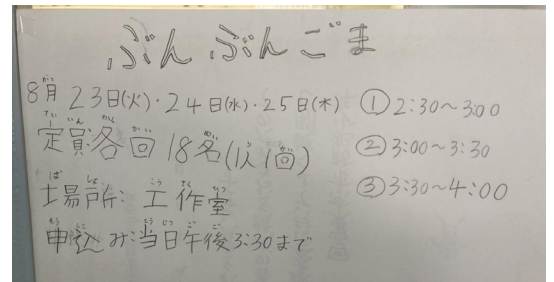 ぶんぶんごま
8月23日(火)・24日(水)・25日(木)
定員:各回18名(1人1個)
場所:工作室
申込み:当日午後3:30まで
①2:30~3:00
②3:00~3:30
③3:30~4:00